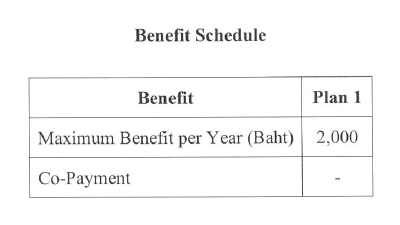 Benefit Schedule
Benefit Plan 1
Maximum Benefit per Year (Baht) 2,000
Co-Payment -